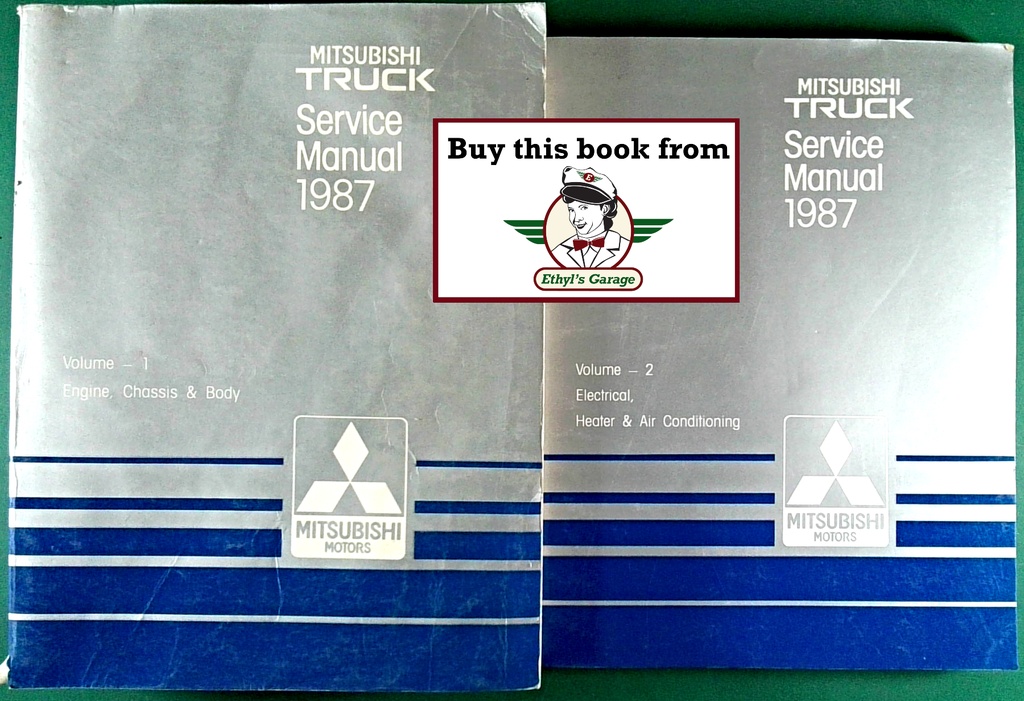 MITSUBISHI
TRUCK
Service
Manual
1987
Volume - 1
Engine, Chassis & Body
MITSUBISHI
MOTORS
Buy this book from
E
Ethyl's Garage
MITSUBISHI
TRUCK
Service
Manual
1987
Volume - 2
Electrical,
Heater & Air Conditioning
MITSUBISHI
MOTORS